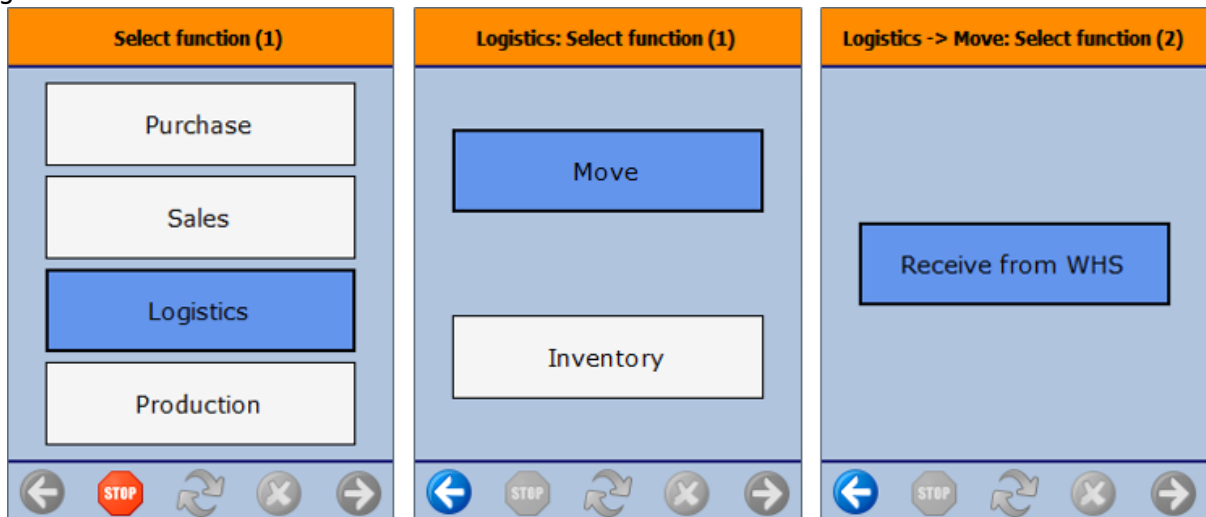 Select function (1)
Purchase
Sales
Logistics
Production
STOP
Logistics: Select function (1)
Move
Inventory
STOP
Logistics -> Move: Select function (2)
Receive from WHS
STOP